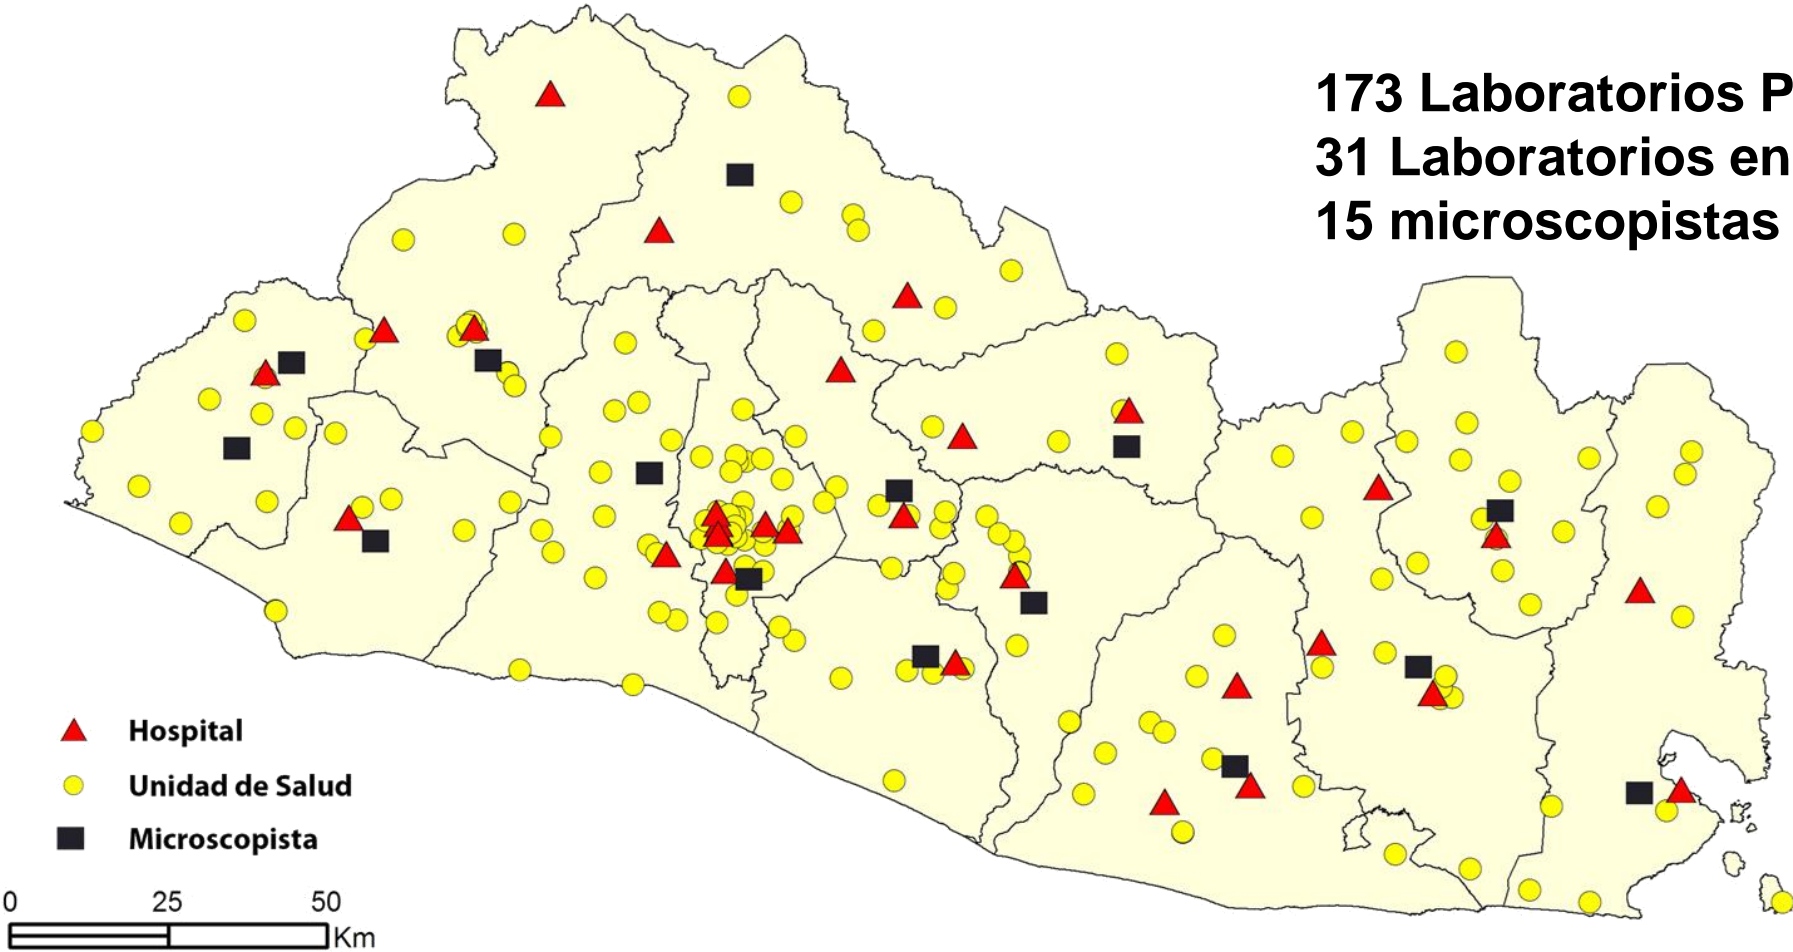 173 Laboratorios P
31 Laboratorios en
15 microscopistas
Hospital
Unidad de Salud
Microscopista
0 25 50
Km